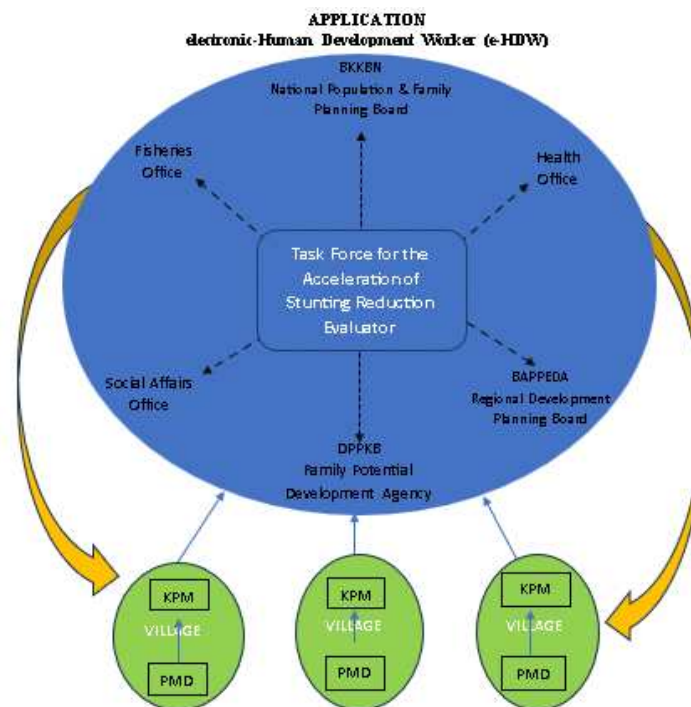 APPLICATION
electronic-Human Development Worker (e-HDW)
BKKBN
National Population & Family
Planning Board
Fisheries
Office
Health
Office
Task Force for the
Acceleration of
Stunting Reduction
Evaluator
Social Affairs
Office
BAPPEDA
Regional Development
Planning Board
DPPKB
Family Potential
Development Agency
KPM
VILLAGE
PMD
KPM
VILLAGE
PMD
KPM
VILLAGE
PMD